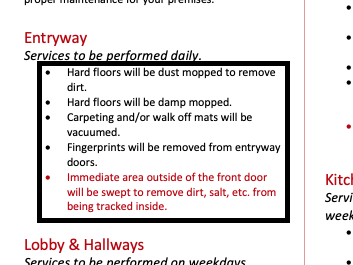 proper maintenance for your premises.
Entryway
Services to be performed daily.
• Hard floors will be dust mopped to remove
dirt.
• Hard floors will be damp mopped.
• Carpeting and/or walk off mats will be
vacuumed.
• Fingerprints will be removed from entryway
doors.
• Immediate area outside of the front door
will be swept to remove dirt, salt, etc. from
being tracked inside.
Lobby & Hallways
Services to be performed on weekdays